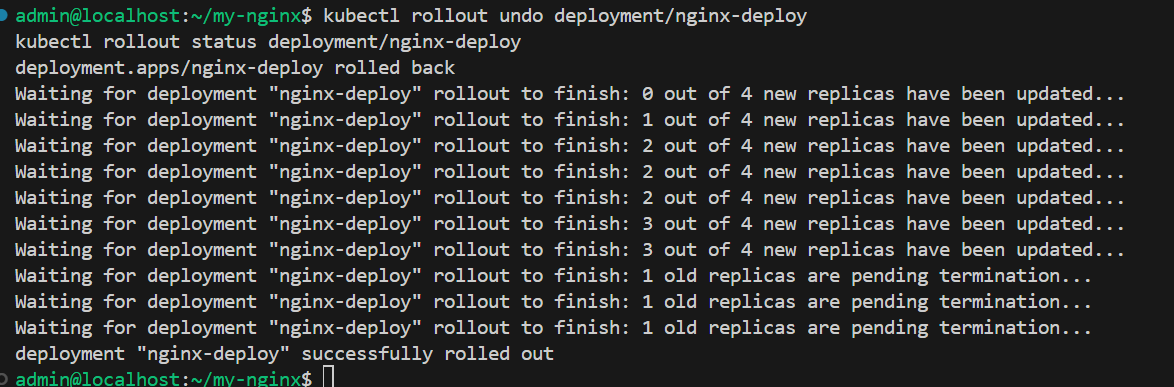 admin@localhost:~/my-nginx$ kubectl rollout undo deployment/nginx-deploy
kubectl rollout status deployment/nginx-deploy
deployment.apps/nginx-deploy rolled back
Waiting for deployment "nginx-deploy" rollout to finish: 0 out of 4 new replicas have been updated...
Waiting for deployment "nginx-deploy" rollout to finish: 1 out of 4 new replicas have been updated...
Waiting for deployment "nginx-deploy" rollout to finish: 2 out of 4 new replicas have been updated...
Waiting for deployment "nginx-deploy" rollout to finish: 2 out of 4 new replicas have been updated...
Waiting for deployment "nginx-deploy" rollout to finish: 2 out of 4 new replicas have been updated...
Waiting for deployment "nginx-deploy" rollout to finish: 3 out of 4 new replicas have been updated...
Waiting for deployment "nginx-deploy" rollout to finish: 3 out of 4 new replicas have been updated...
Waiting for deployment "nginx-deploy" rollout to finish: 1 old replicas are pending termination...
Waiting for deployment "nginx-deploy" rollout to finish: 1 old replicas are pending termination...
Waiting for deployment "nginx-deploy" rollout to finish: 1 old replicas are pending termination...
deployment "nginx-deploy" successfully rolled out
admin@localhost:~/my-nginx$